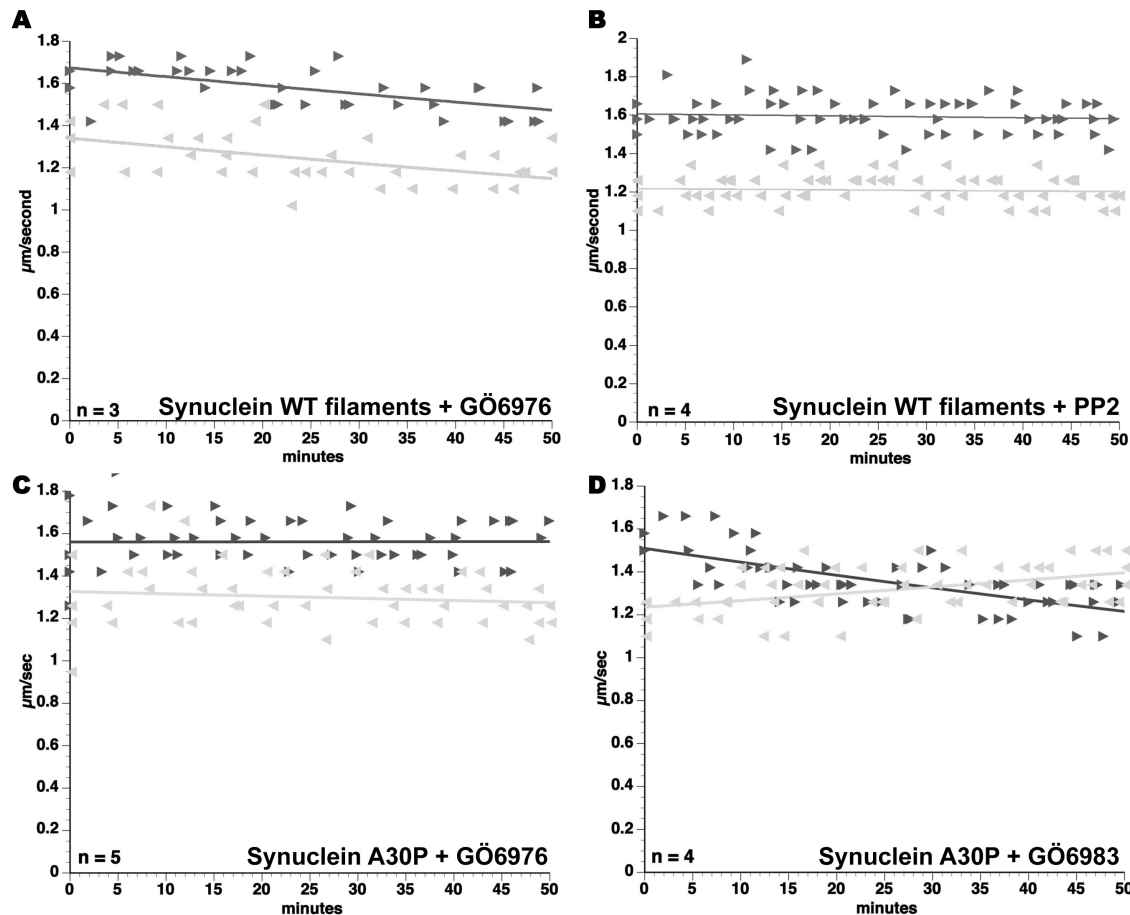 A
µm/second
1.8
1.6
1.4
1.2
1
0.8
0.6
0.4
0.2
0
n = 3
Synuclein WT filaments + GÖ6976
0 5 10 15 20 25 30 35 40 45 50
minutes
B
µm/second
2
1.8
1.6
1.4
1.2
1
0.8
0.6
0.4
0.2
0
n = 4
Synuclein WT filaments + PP2
0 5 10 15 20 25 30 35 40 45 50
minutes
C
µm/sec
1.8
1.6
1.4
1.2
1
0.8
0.6
0.4
0.2
0
n = 5
Synuclein A30P + GÖ6976
0 5 10 15 20 25 30 35 40 45 50
minutes
D
µm/sec
1.8
1.6
1.4
1.2
1
0.8
0.6
0.4
0.2
0
n = 4
Synuclein A30P + GÖ6983
0 5 10 15 20 25 30 35 40 45 50
minutes